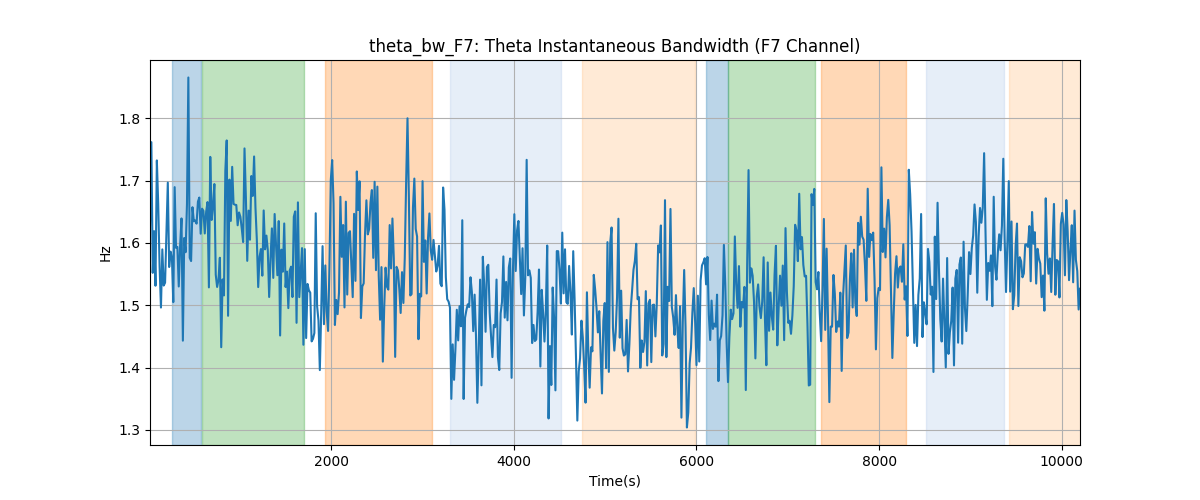 theta_bw_F7: Theta Instantaneous Bandwidth (F7 Channel)
Hz
1.8
1.7
1.6
1.5
1.4
1.3
2000 4000 6000 8000 10000
Time(s)